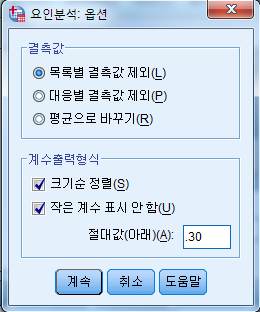 요인분석: 옵션
결측값
목록별 결측값 제외(L)
대응별 결측값 제외(P)
평균으로 바꾸기(R)
계수출력형식
크기순 정렬(S)
작은 계수 표시 안 함(U)
절대값(아래)(A): .30
계속 취소 도움말